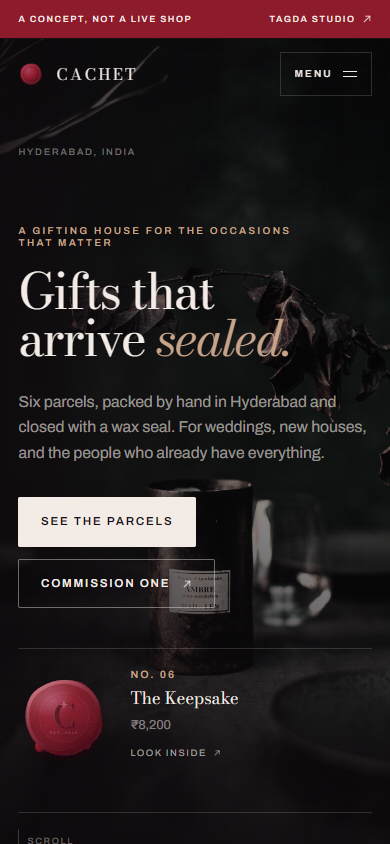 A CONCEPT, NOT A LIVE SHOP
TAGDA STUDIO ↗
CACHET
MENU
HYDERABAD, INDIA
A GIFTING HOUSE FOR THE OCCASIONS
THAT MATTER
Gifts that
arrive sealed.
Six parcels, packed by hand in Hyderabad and
closed with a wax seal. For weddings, new houses,
and the people who already have everything.
SEE THE PARCELS
COMMISSION ONE ↗
AMBRE
C
NO. 06
The Keepsake
₹8,200
LOOK INSIDE ↗
SCROLL